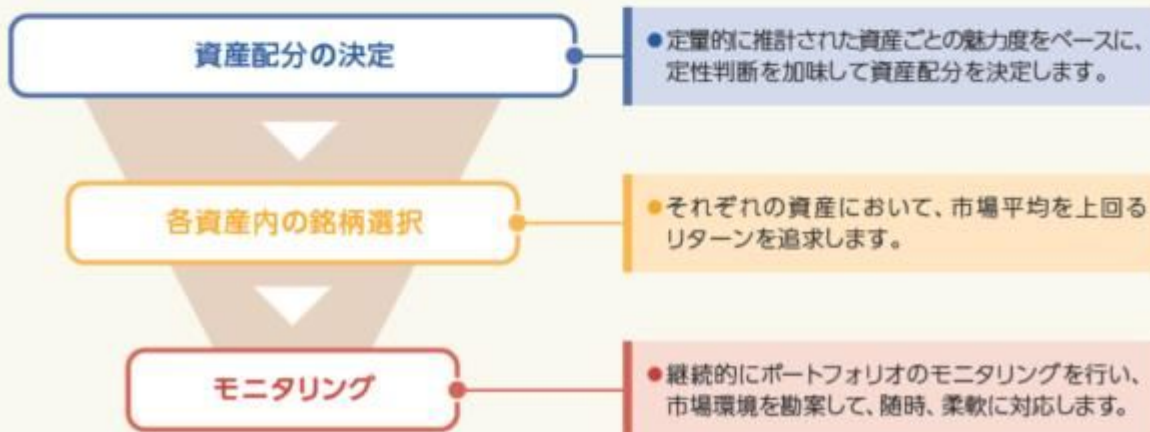 資産配分の決定
●定量的に推計された資産ごとの魅力度をベースに、
定性判断を加味して資産配分を決定します。
各資産内の銘柄選択
●それぞれの資産において、市場平均を上回る
リターンを追求します。
モニタリング
●継続的にポートフォリオのモニタリングを行い、
市場環境を勘案して、随時、柔軟に対応します。